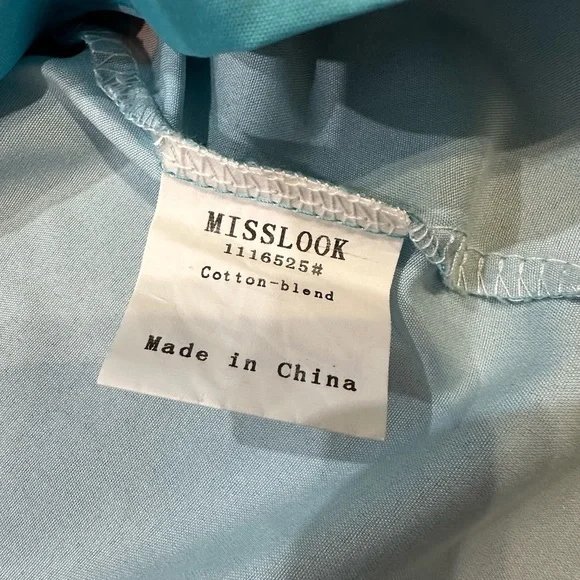 MISSLOOK
1116525#
Cotton-blend
Made in China